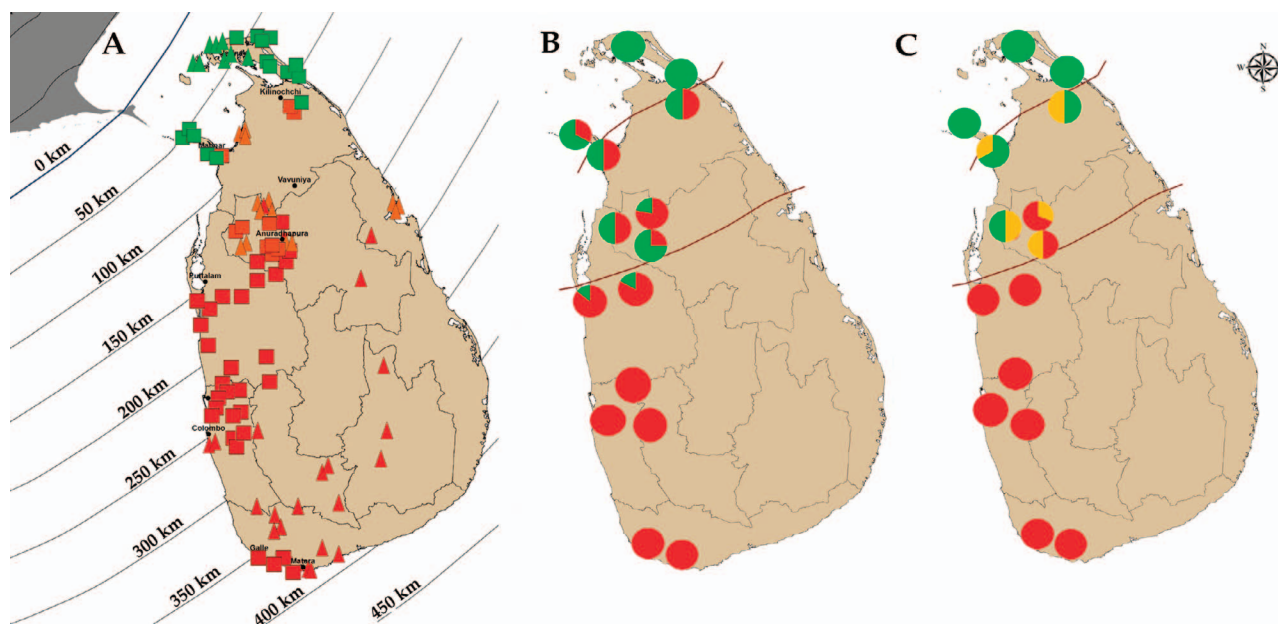 A
B
C
N
W
E
S
Kilinochchi
Mannar
Vavuniya
Anuradhapura
Puttalam
Colombo
Galle
Matara
0 km
50 km
100 km
150 km
200 km
250 km
300 km
350 km
400 km
450 km